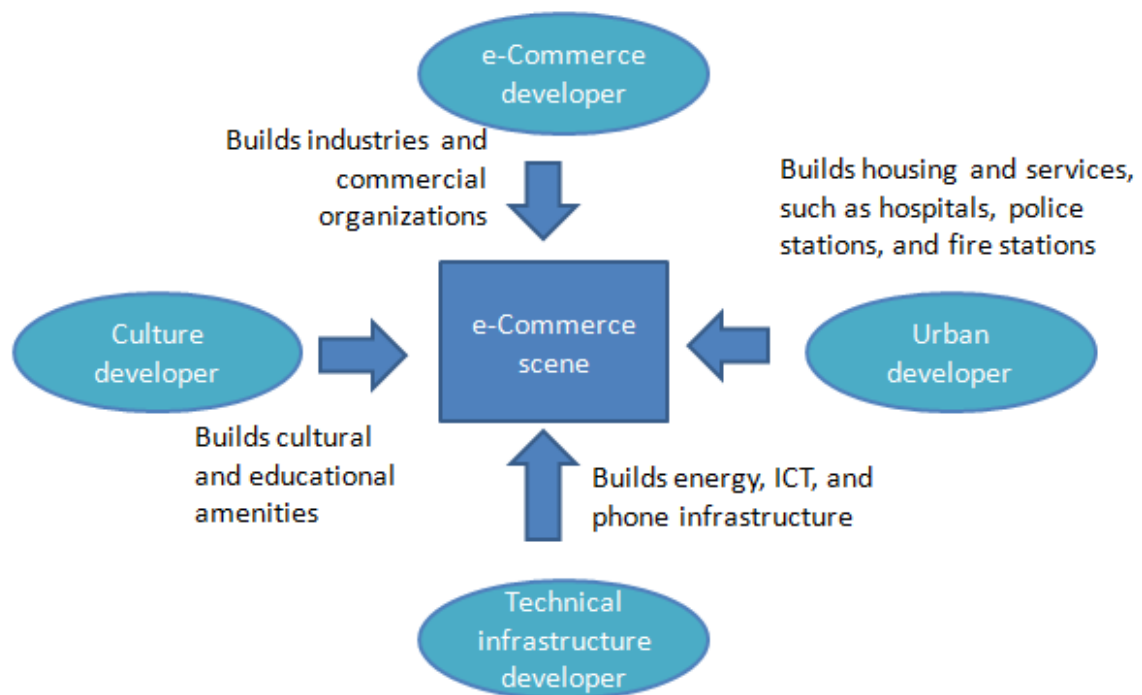 e-Commerce
developer
Builds industries and
commercial
organizations
Builds housing and services,
such as hospitals, police
stations, and fire stations
Culture
developer
e-Commerce
scene
Urban
developer
Builds cultural
and educational
amenities
Builds energy, ICT, and
phone infrastructure
Technical
infrastructure
developer